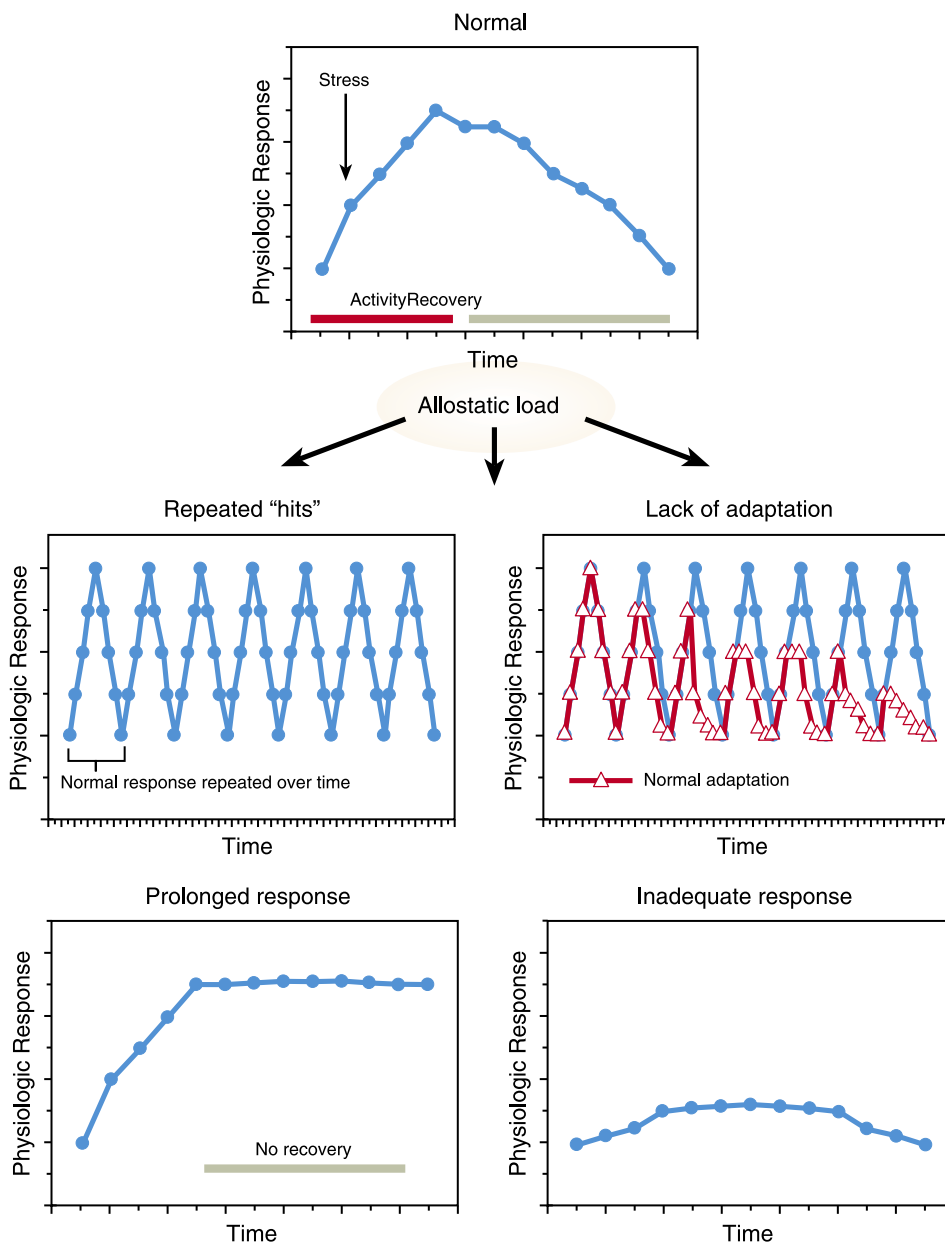 Normal
Stress
Physiologic Response
ActivityRecovery
Time
Allostatic load
Repeated “hits”
Physiologic Response
Normal response repeated over time
Time
Lack of adaptation
Physiologic Response
Normal adaptation
Time
Prolonged response
Physiologic Response
No recovery
Time
Inadequate response
Physiologic Response
Time